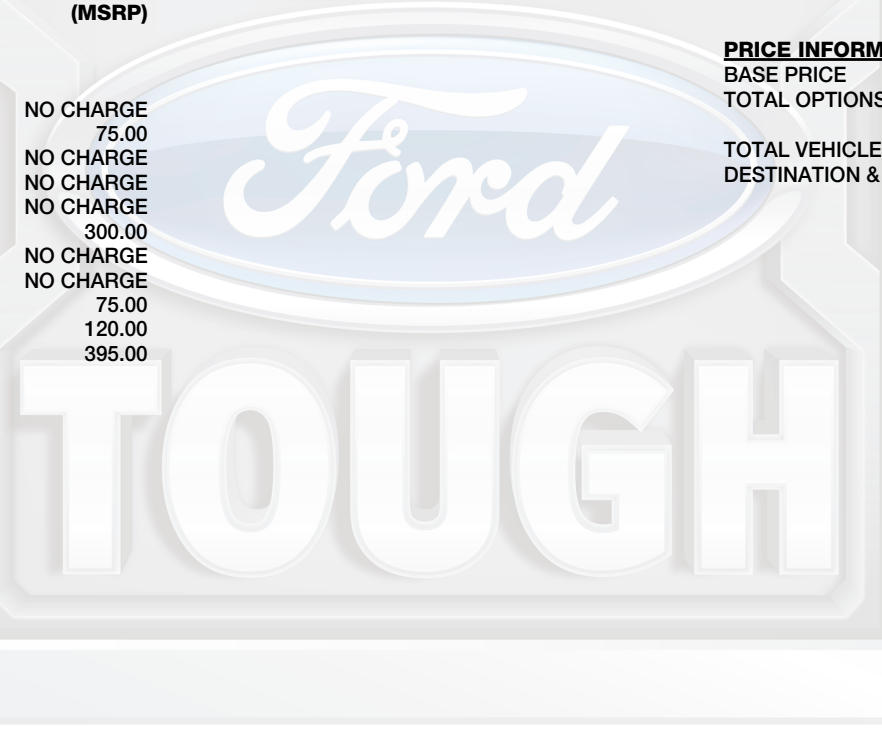 (MSRP)
NO CHARGE
75.00
NO CHARGE
NO CHARGE
NO CHARGE
300.00
NO CHARGE
NO CHARGE
75.00
120.00
395.00
PRICE INFORM
BASE PRICE
TOTAL OPTIONS
TOTAL VEHICLE
DESTINATION &
Ford
TOUGH